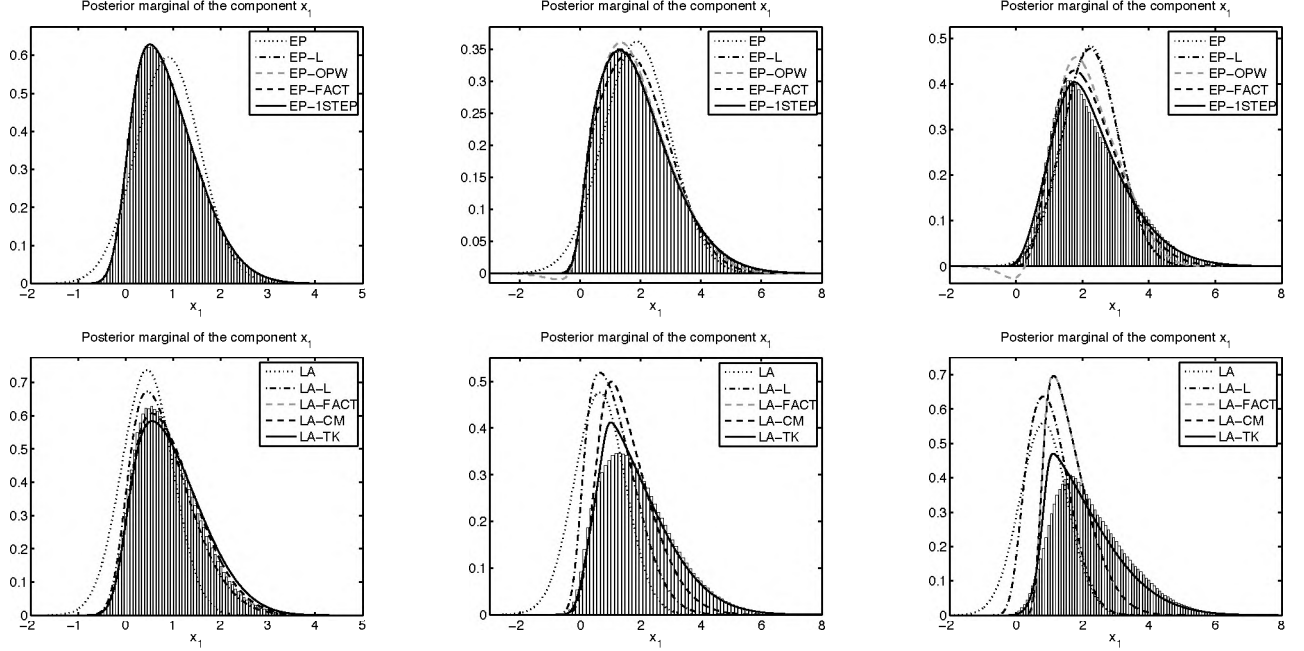 Posterior marginal of the component x1
0.6
0.5
0.4
0.3
0.2
0.1
0
−2 −1 0 1 2 3 4 5
x1
EP
EP−L
EP−OPW
EP−FACT
EP−1STEP
Posterior marginal of the component x1
0.35
0.3
0.25
0.2
0.15
0.1
0.05
0
−2 0 2 4 6 8
x1
EP
EP−L
EP−OPW
EP−FACT
EP−1STEP
Posterior marginal of the component x1
0.5
0.4
0.3
0.2
0.1
0
−2 0 2 4 6 8
x1
EP
EP−L
EP−OPW
EP−FACT
EP−1STEP
Posterior marginal of the component x1
0.7
0.6
0.5
0.4
0.3
0.2
0.1
0
−2 −1 0 1 2 3 4 5
x1
LA
LA−L
LA−FACT
LA−CM
LA−TK
Posterior marginal of the component x1
0.5
0.4
0.3
0.2
0.1
0
−2 0 2 4 6 8
x1
LA
LA−L
LA−FACT
LA−CM
LA−TK
Posterior marginal of the component x1
0.7
0.6
0.5
0.4
0.3
0.2
0.1
0
−2 0 2 4 6 8
x1
LA
LA−L
LA−FACT
LA−CM
LA−TK